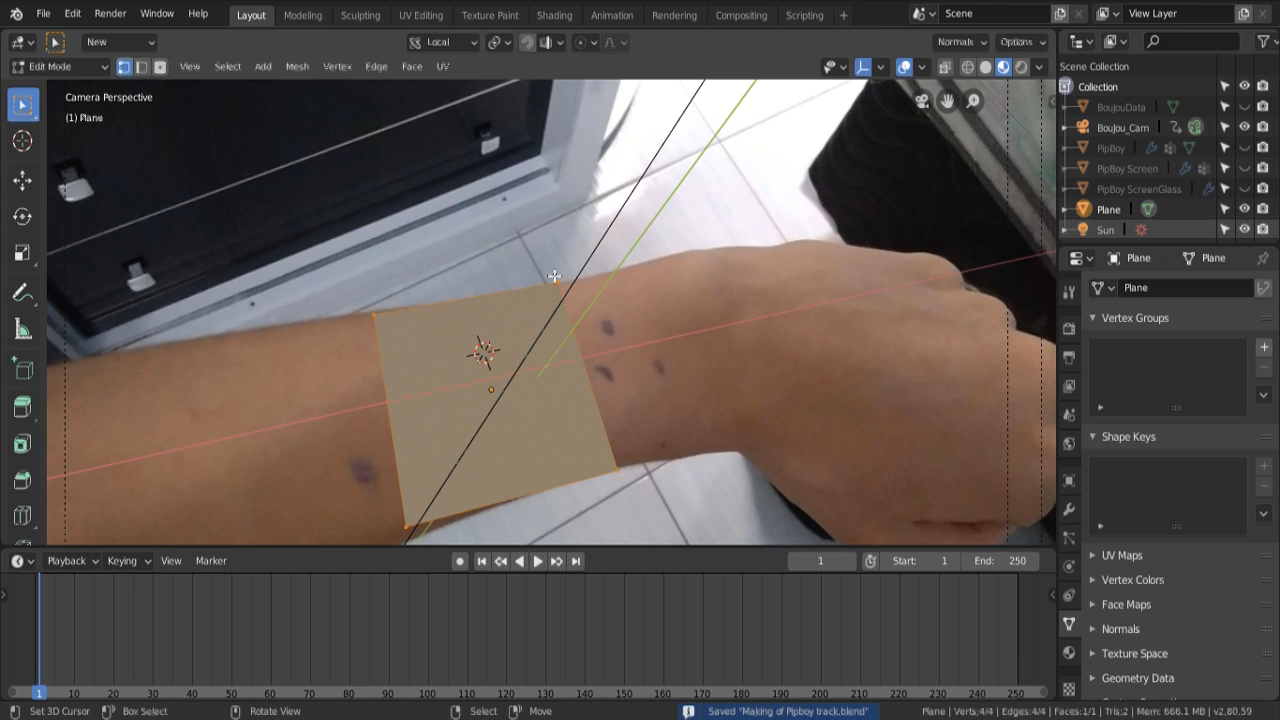 File Edit Render Window Help Layout Modeling Sculpting UV Editing Texture Paint Shading Animation Rendering Compositing Scripting + Scene View Layer
New Local Normals Options
Edit Mode View Select Add Mesh Vertex Edge Face UV
Scene Collection
Collection
BoujouData
Boujou_Cam
PipBoy
PipBoy Screen
PipBoy ScreenGlass
Plane
Sun
Camera Perspective
(1) Plane
Plane Plane
Plane
Vertex Groups
Shape Keys
UV Maps
Vertex Colors
Face Maps
Normals
Texture Space
Geometry Data
Playback Keying View Marker 1 Start: 1 End: 250
1 10 20 30 40 50 60 70 80 90 100 110 120 130 140 150 160 170 180 190 200 210 220 230 240 250
Set 3D Cursor Box Select Rotate View Select Move Saved "Making of Pipboy track.blend" Plane | Verts:4/4 | Edges:4/4 | Faces:1/1 | Tris:2 | Mem: 666.1 MB | v2.80.59